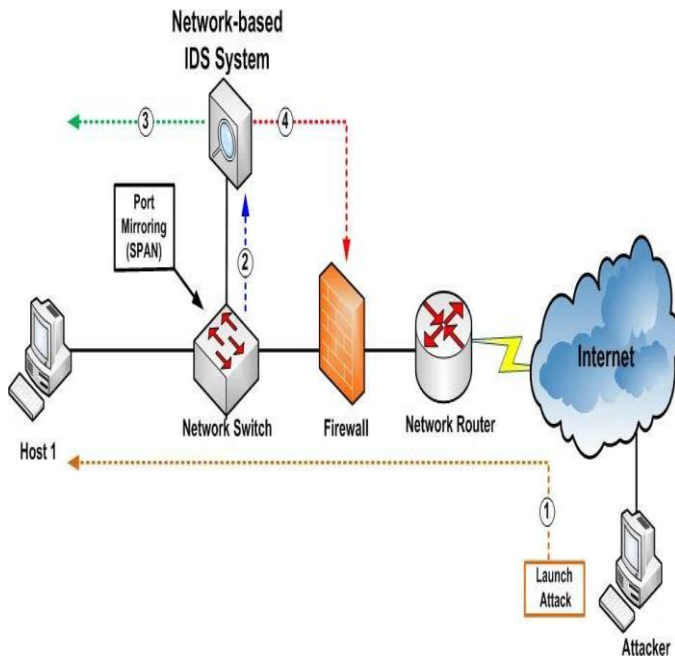 Network-based
IDS System
3
4
Port
Mirroring
(SPAN)
2
Internet
Host 1
Network Switch
Firewall
Network Router
1
Launch
Attack
Attacker